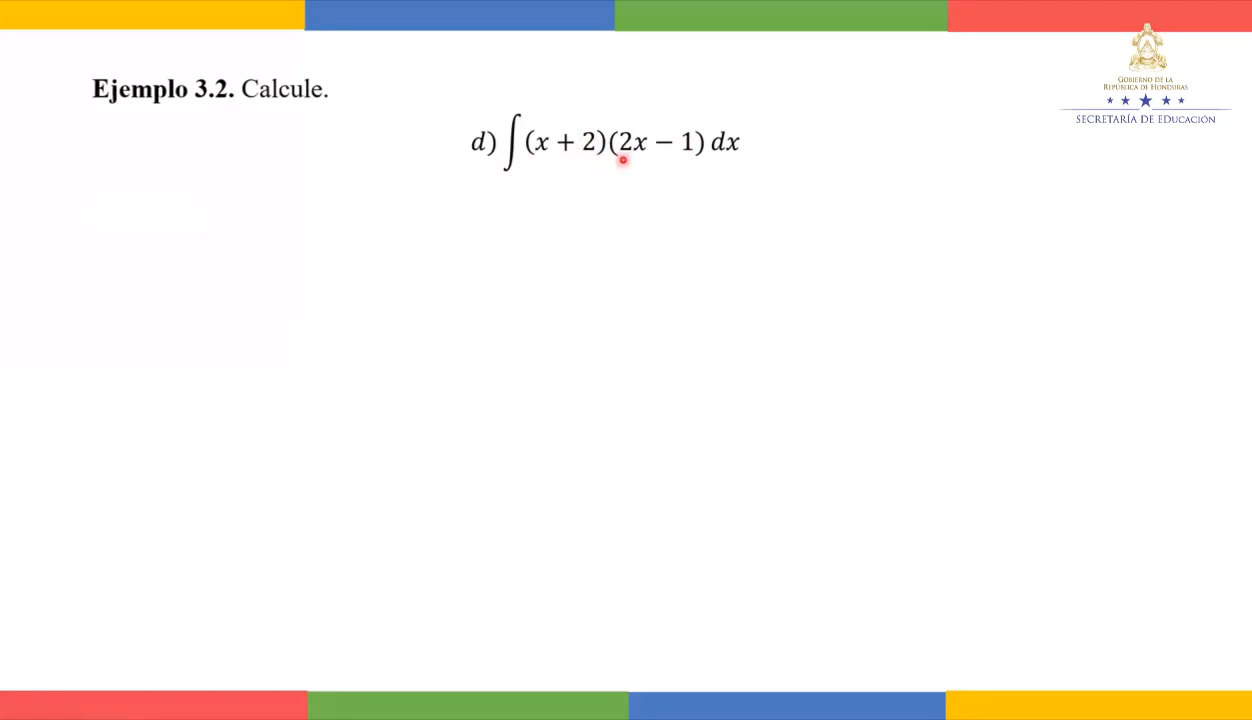 Ejemplo 3.2. Calcule.
d) ∫(x + 2)(2x − 1) dx
GOBIERNO DE LA
REPÚBLICA DE HONDURAS
SECRETARÍA DE EDUCACIÓN